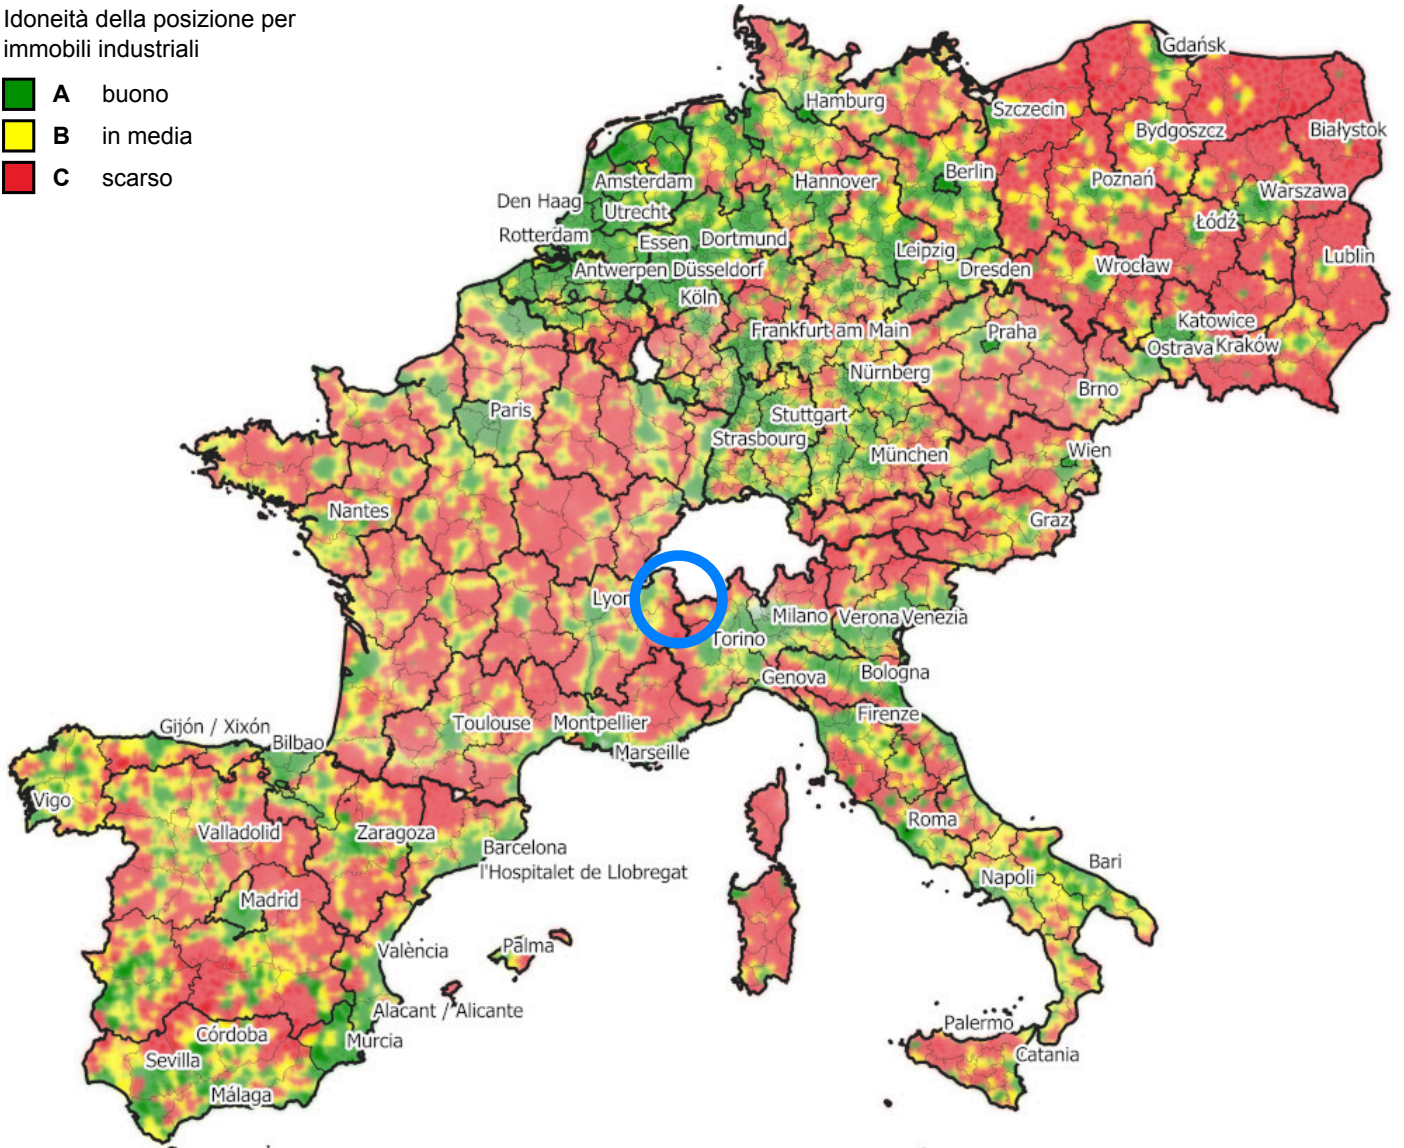 Idoneità della posizione per
immobili industriali
A buono
B in media
C scarso
Gdańsk
Hamburg
Szczecin
Bydgoszcz
Białystok
Berlin
Amsterdam
Hannover
Poznań
Warszawa
Den Haag
Utrecht
Łódź
Rotterdam
Essen
Dortmund
Leipzig
Lublin
Antwerpen
Düsseldorf
Dresden
Wrocław
Köln
Katowice
Frankfurt am Main
Praha
Ostrava
Kraków
Nürnberg
Brno
Paris
Stuttgart
Strasbourg
München
Wien
Nantes
Graz
Lyon
Milano
Verona
Venezia
Torino
Genova
Bologna
Firenze
Toulouse
Montpellier
Marseille
Gijón / Xixón
Bilbao
Vigo
Valladolid
Zaragoza
Roma
Barcelona
l'Hospitalet de Llobregat
Bari
Napoli
Madrid
València
Palma
Alacant / Alicante
Palermo
Córdoba
Murcia
Catania
Sevilla
Málaga